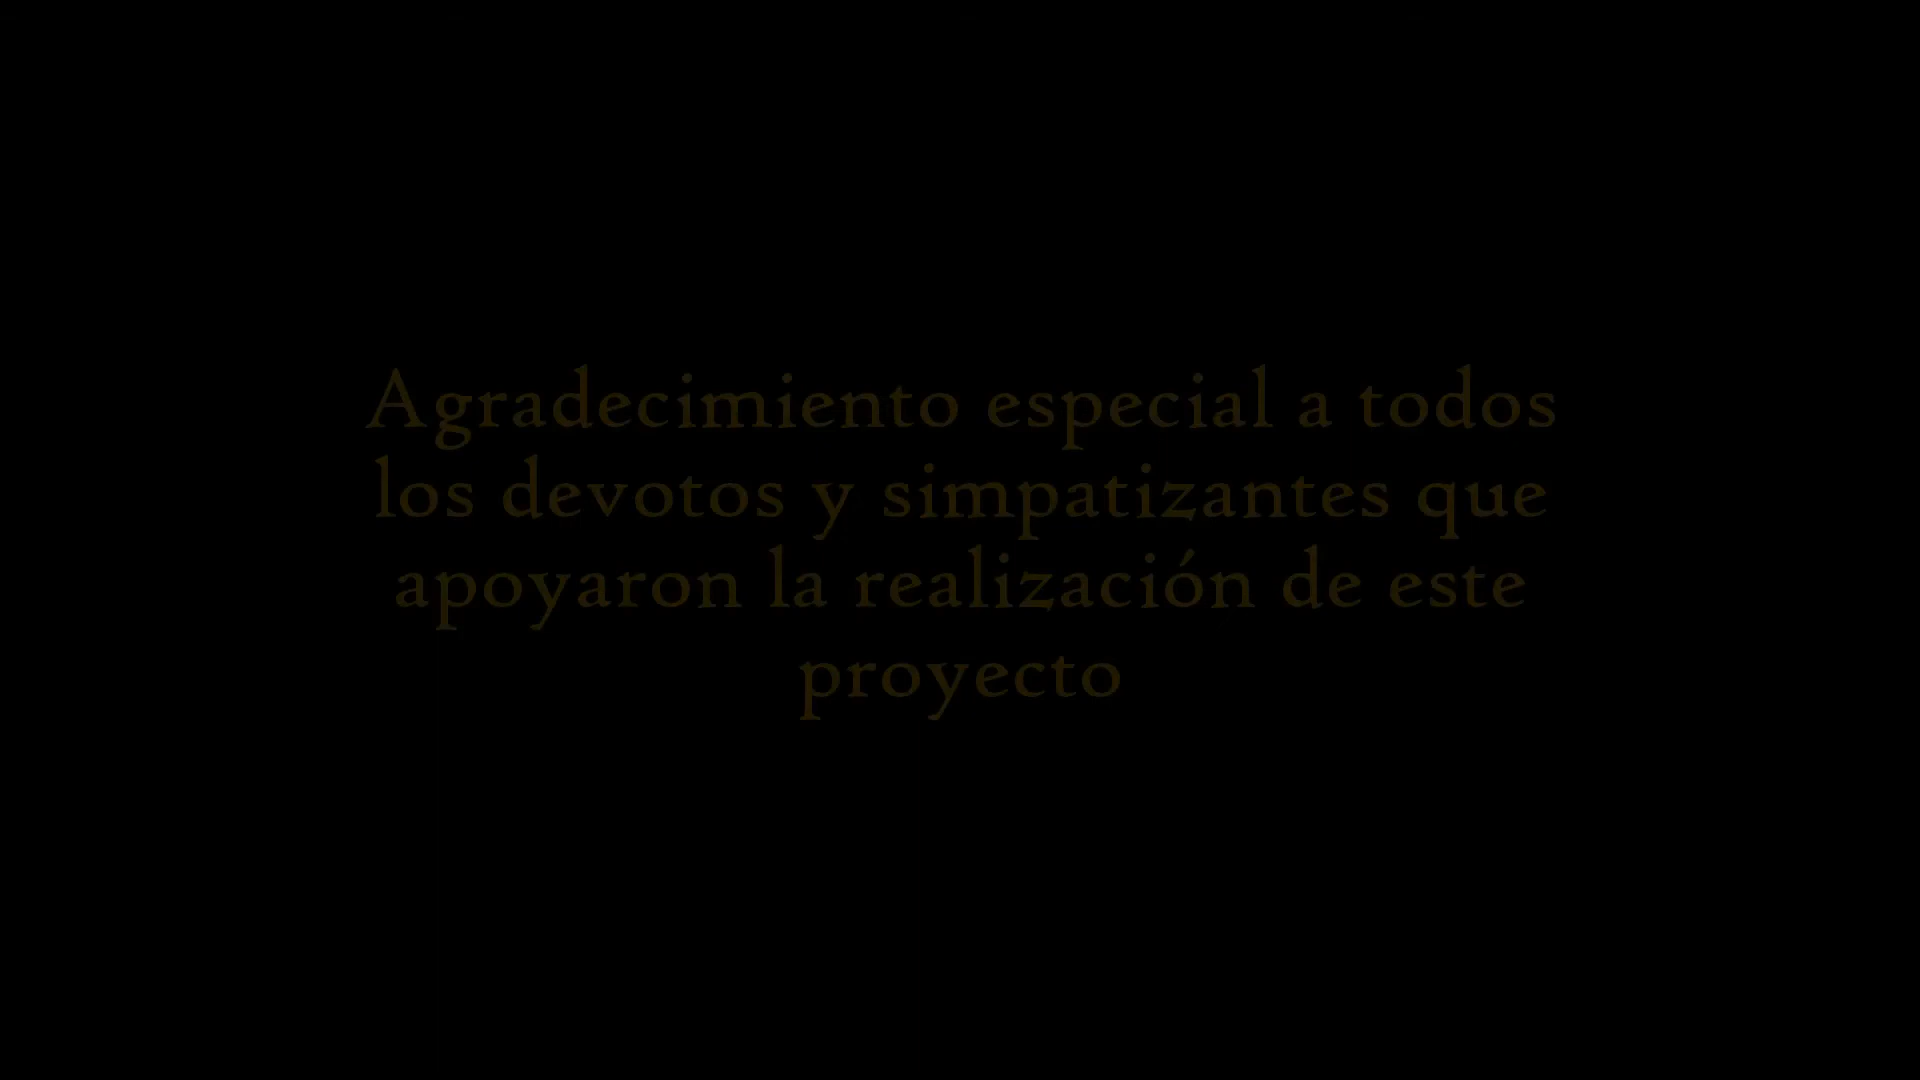 Agradecimiento especial a todos
los devotos y simpatizantes que
apoyaron la realización de este
proyecto